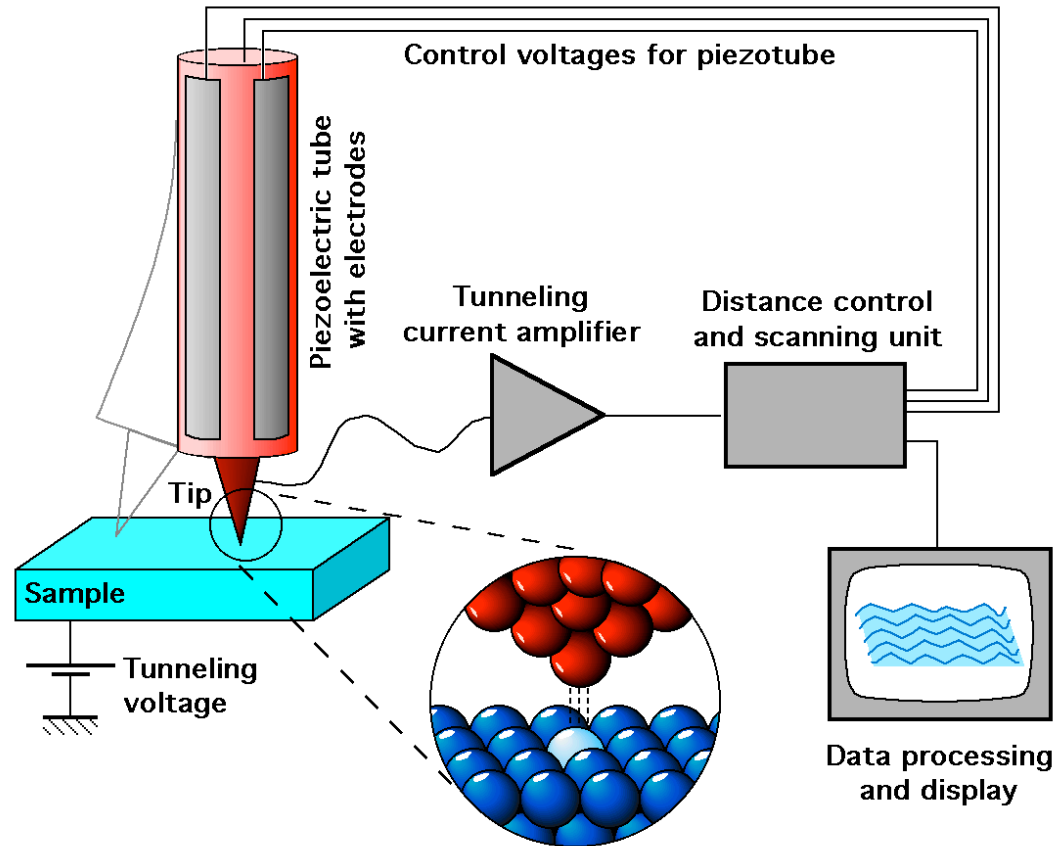 Control voltages for piezotube
Piezoelectric tube
with electrodes
Tunneling
current amplifier
Distance control
and scanning unit
Tip
Sample
Tunneling
voltage
Data processing
and display